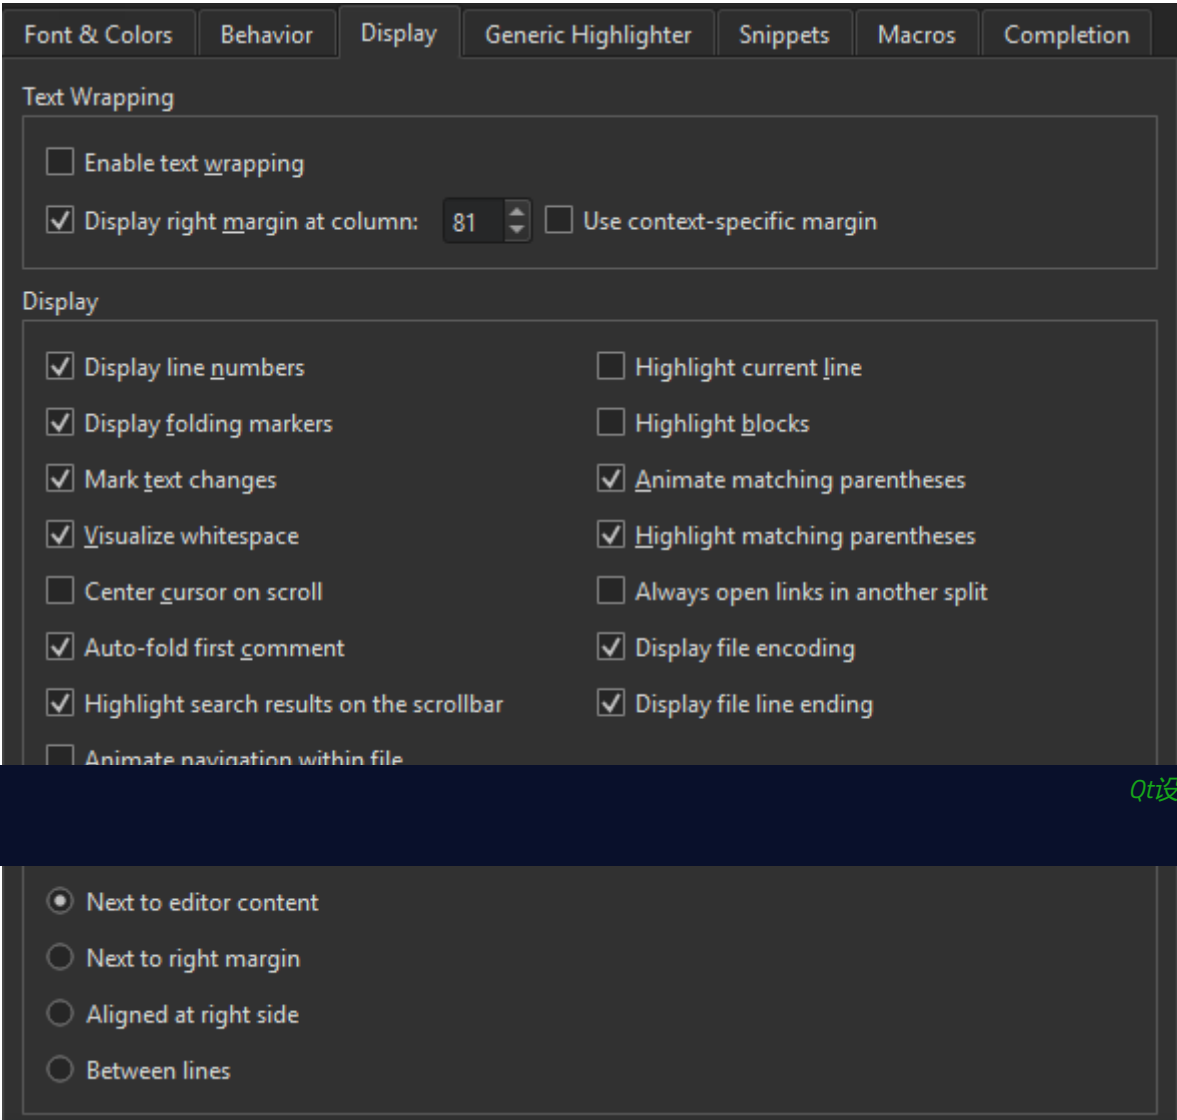 Font & Colors Behavior Display Generic Highlighter Snippets Macros Completion
Text Wrapping
Enable text wrapping
Display right margin at column: 81 Use context-specific margin
Display
Display line numbers Highlight current line
Display folding markers Highlight blocks
Mark text changes Animate matching parentheses
Visualize whitespace Highlight matching parentheses
Center cursor on scroll Always open links in another split
Auto-fold first comment Display file encoding
Highlight search results on the scrollbar Display file line ending
Animate navigation within file
Qt设
Next to editor content
Next to right margin
Aligned at right side
Between lines